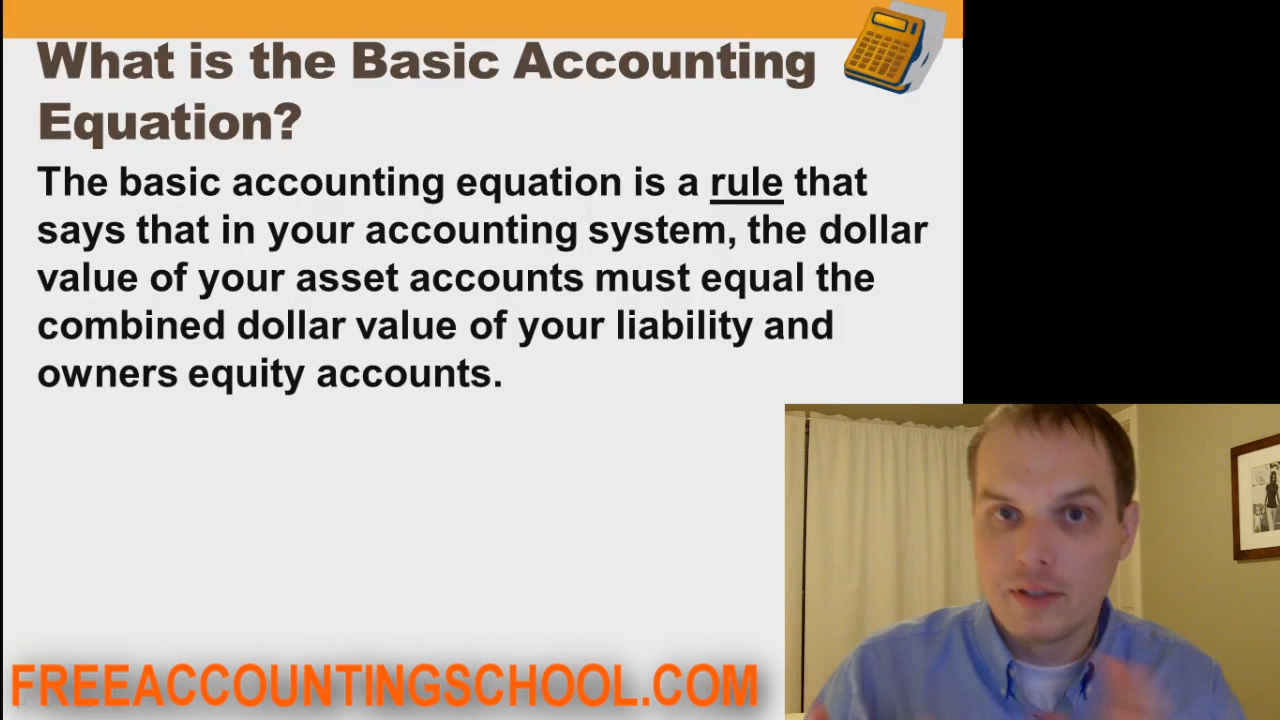 What is the Basic Accounting
Equation?
The basic accounting equation is a rule that
says that in your accounting system, the dollar
value of your asset accounts must equal the
combined dollar value of your liability and
owners equity accounts.
FREEACCOUNTINGSCHOOL.COM